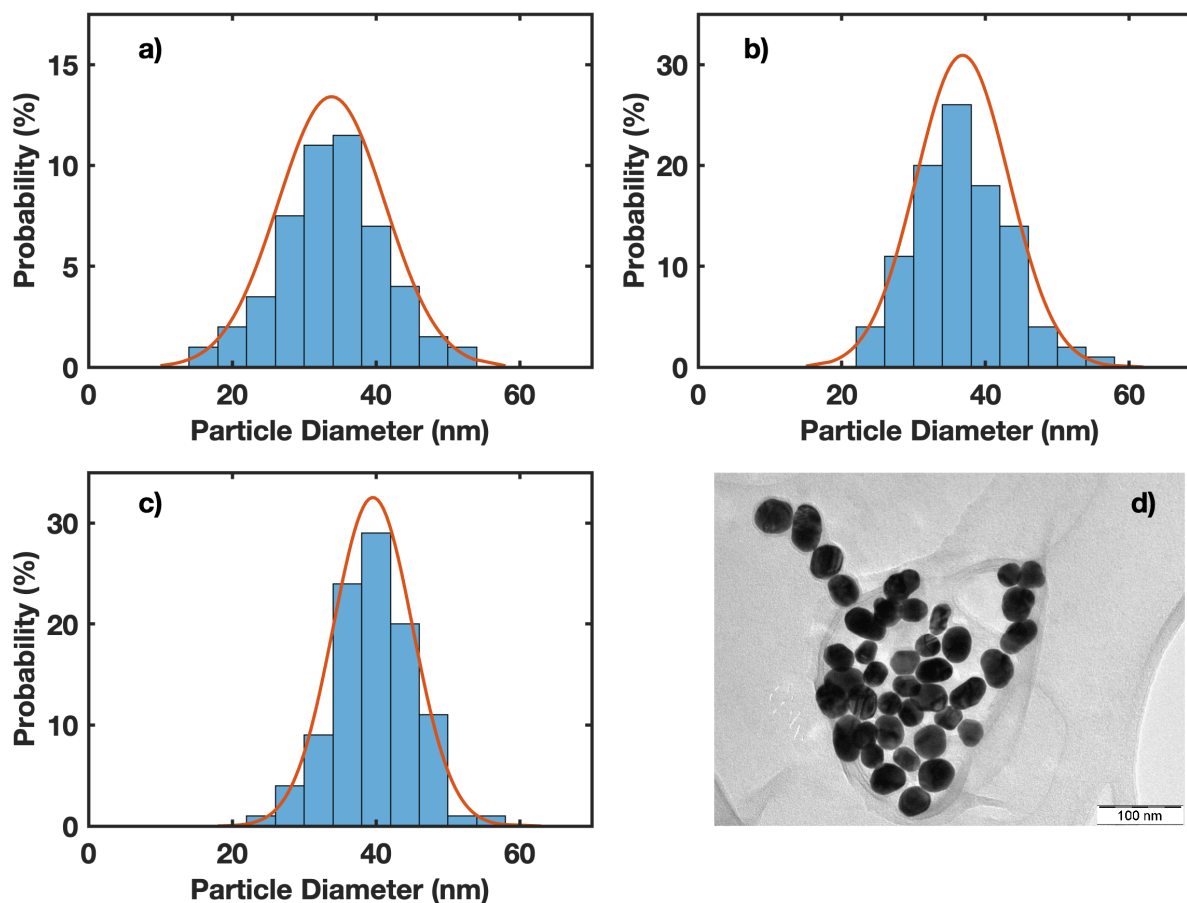 a)
15
10
5
0
Probability (%)
0 20 40 60
Particle Diameter (nm)
b)
30
20
10
0
Probability (%)
0 20 40 60
Particle Diameter (nm)
c)
30
20
10
0
Probability (%)
0 20 40 60
Particle Diameter (nm)
d)
100 nm